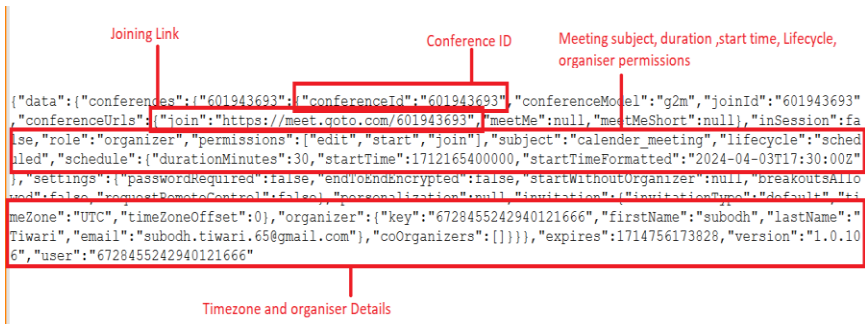 Joining Link
Conference ID
Meeting subject, duration ,start time, Lifecycle,
organiser permissions
{"data":{"conferences":{"601943693":{"conferenceId":"601943693","conferenceModel":"g2m","joinId":"601943693"
,"conferenceUrls":{"join":"https://meet.goto.com/601943693","meetMe":null,"meetMeShort":null},"inSession":fa
lse,"role":"organizer","permissions":["edit","start","join"],"subject":"calender_meeting","lifecycle":"sched
uled","schedule":{"durationMinutes":30,"startTime":1712165400000,"startTimeFormatted":"2024-04-03T17:30:00Z"
},"settings":{"passwordRequired":false,"endToEndEncrypted":false,"startWithoutOrganizer":null,"breakoutsAllo
wed":false,"requestRemoteControl":false},"personalization":null,"invitation":{"invitationType":"default","ti
meZone":"UTC","timeZoneOffset":0},"organizer":{"key":"6728455242940121666","firstName":"subodh","lastName":"
Tiwari","email":"subodh.tiwari.65@gmail.com"},"coOrganizers":[]}}},"expires":1714756173828,"version":"1.0.10
6","user":"6728455242940121666"
Timezone and organiser Details